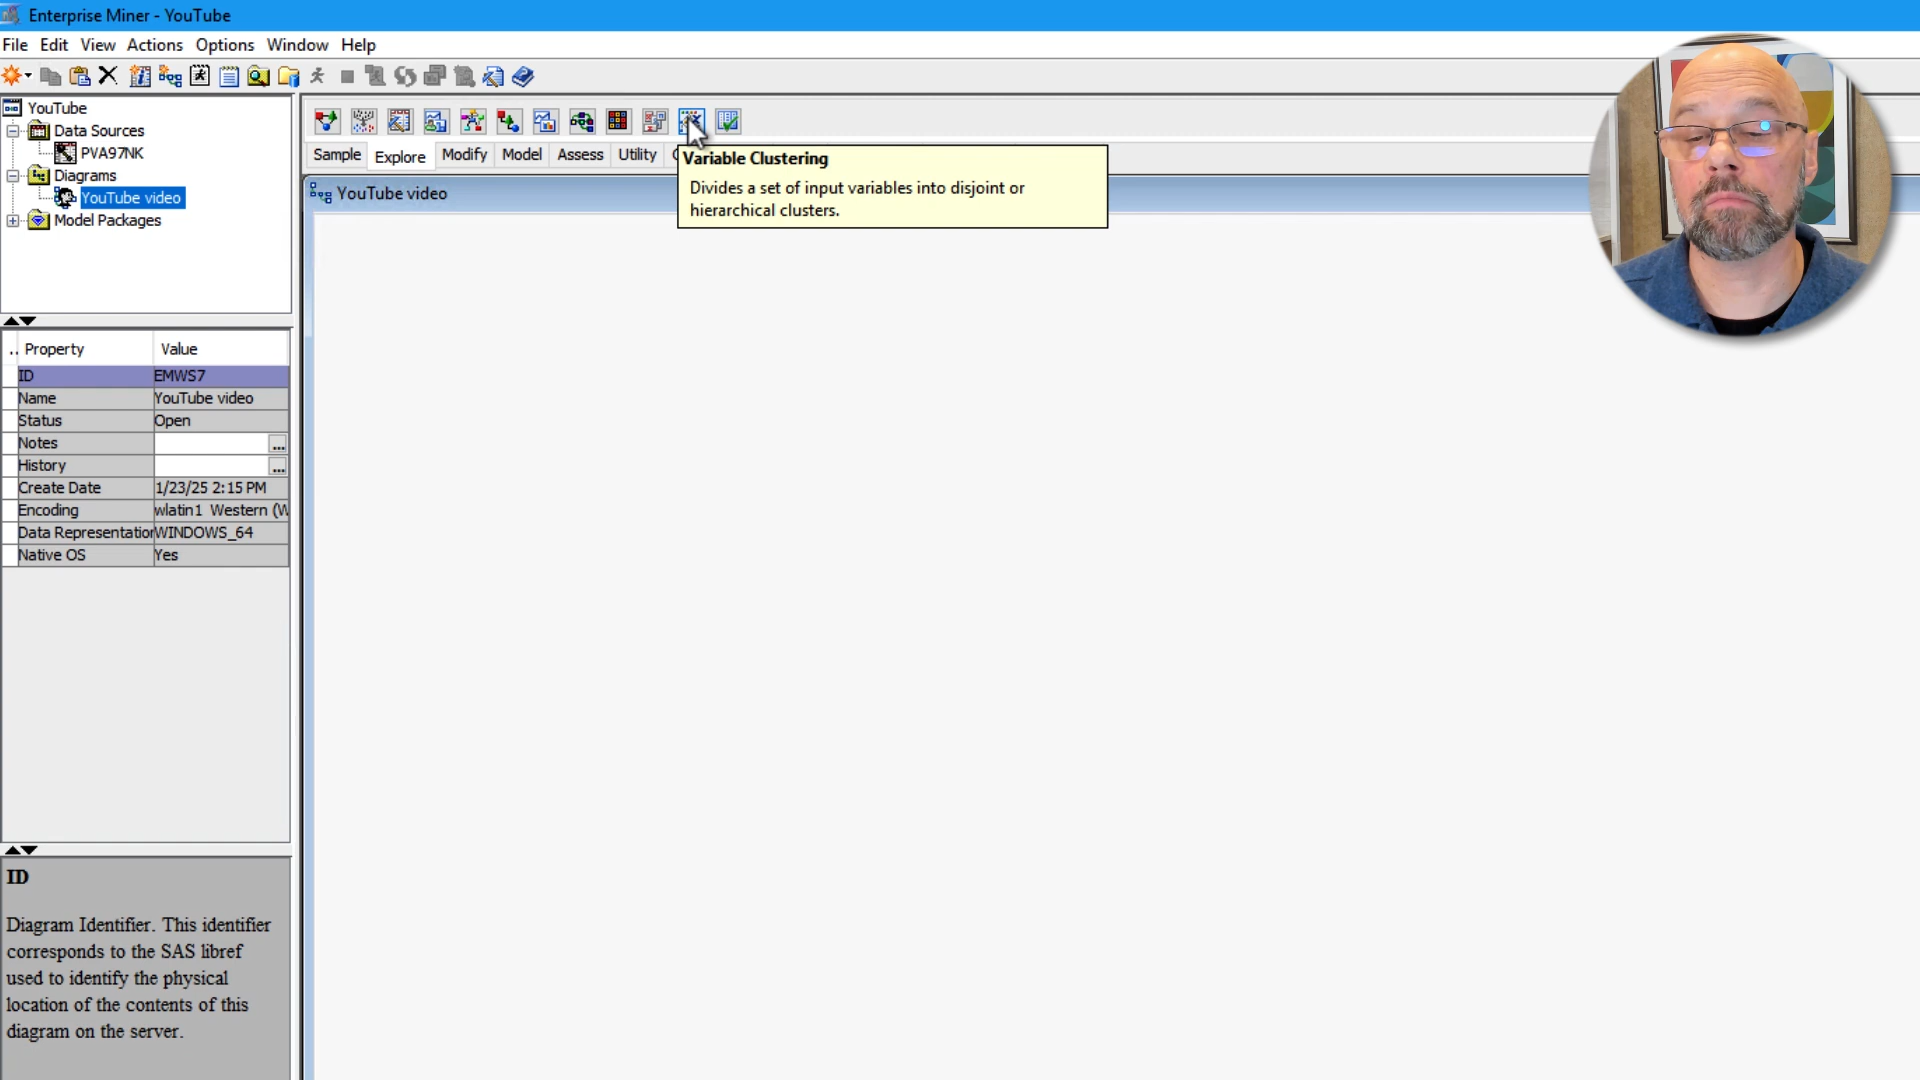 Enterprise Miner - YouTube
File Edit View Actions Options Window Help
YouTube
Data Sources
PVA97NK
Diagrams
YouTube video
Model Packages
Sample Explore Modify Model Assess Utility
Variable Clustering
Divides a set of input variables into disjoint or
hierarchical clusters.
YouTube video
.. Property Value
ID EMWS7
Name YouTube video
Status Open
Notes ...
History ...
Create Date 1/23/25 2:15 PM
Encoding wlatin1 Western (W
Data Representation WINDOWS_64
Native OS Yes
ID
Diagram Identifier. This identifier
corresponds to the SAS libref
used to identify the physical
location of the contents of this
diagram on the server.